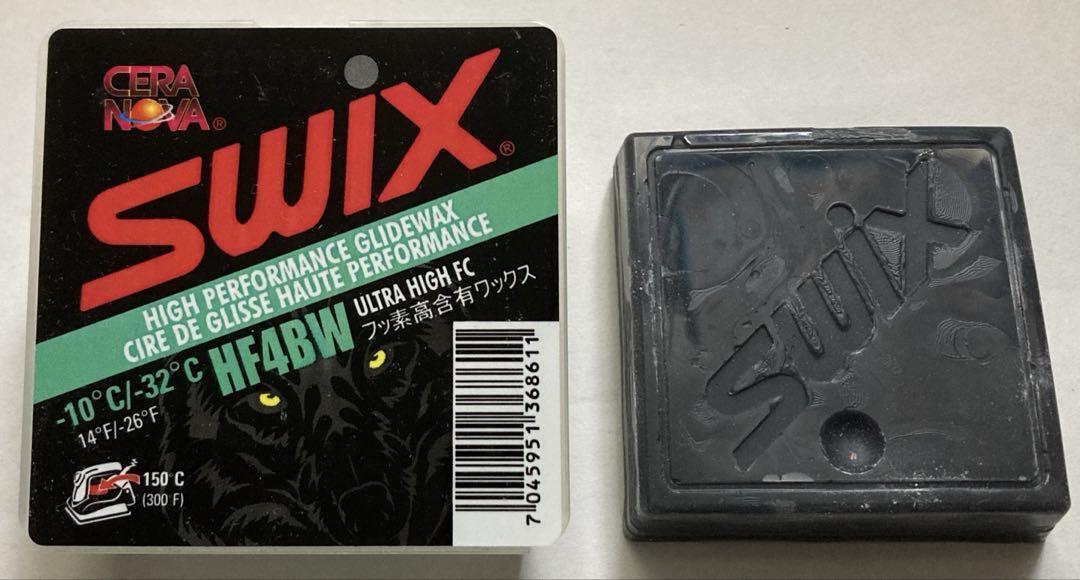 CERA
NOVA®
SWIX®
HIGH PERFORMANCE GLIDEWAX
CIRE DE GLISSE HAUTE PERFORMANCE
HF4BW
ULTRA HIGH FC
フッ素高含有ワックス
-10°C/-32°C
14°F/-26°F
150°C
(300 F)
7 045951 368611
SWIX